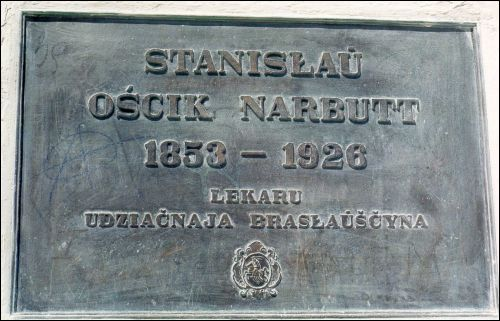 STANISŁAŬ
OŚCIK NARBUTT
1853 – 1926
LEKARU
UDZIAČNAJA BRASŁAŬŠČYNA